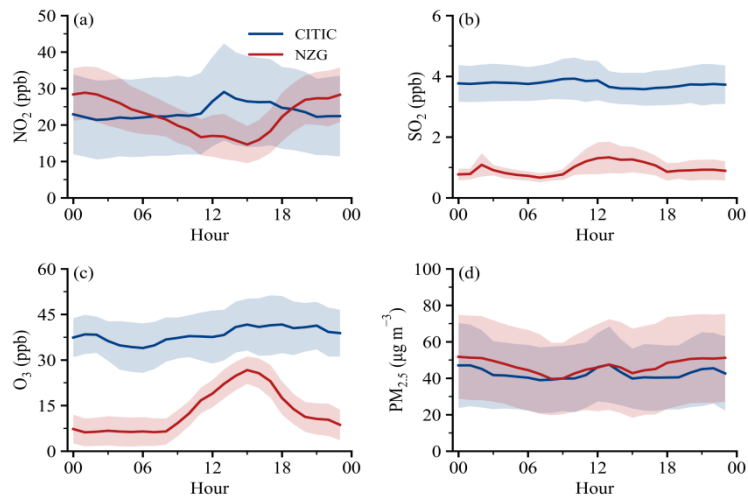 (a)
CITIC
NZG
NO₂ (ppb)
50
40
30
20
10
0
00 06 12 18 00
Hour
(b)
SO₂ (ppb)
6
4
2
0
00 06 12 18 00
Hour
(c)
O₃ (ppb)
60
45
30
15
0
00 06 12 18 00
Hour
(d)
PM₂.₅ (μg m⁻³)
100
80
60
40
20
0
00 06 12 18 00
Hour